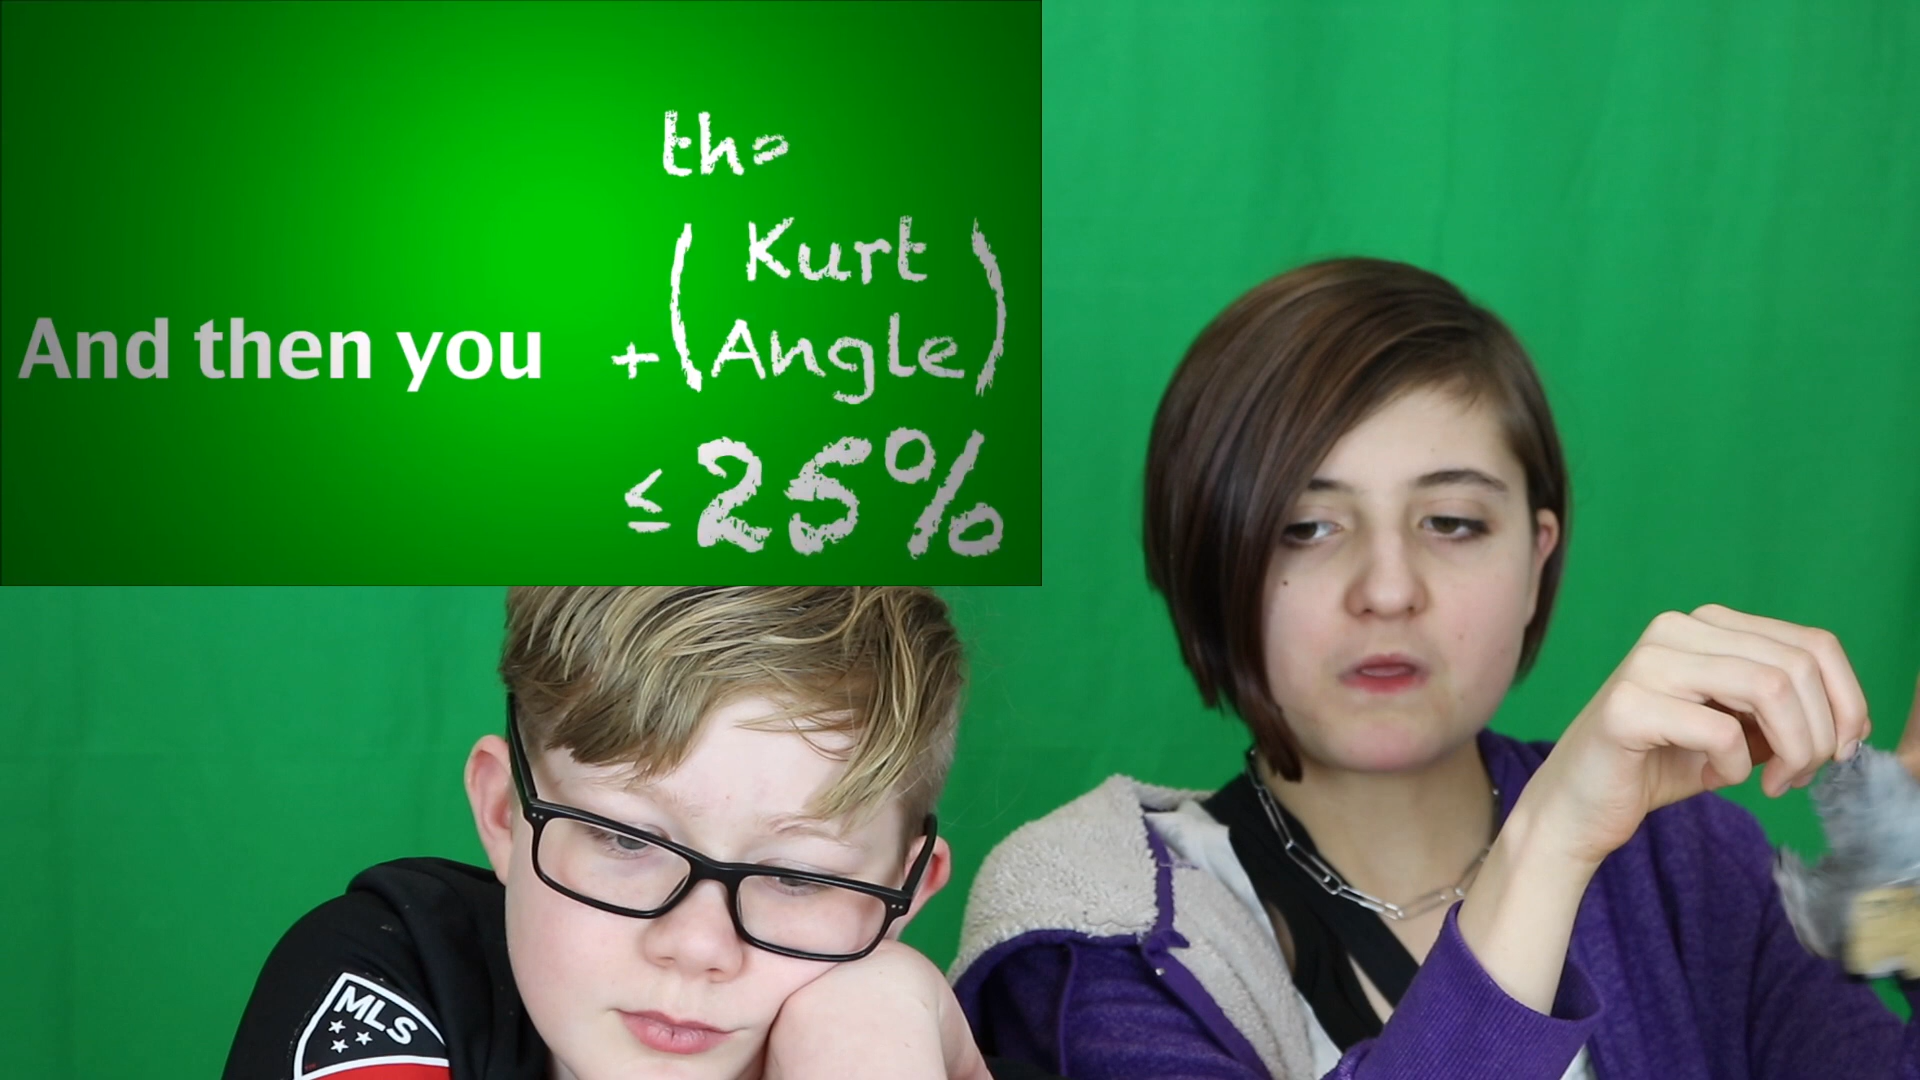 And then you
th=
(Kurt
+ Angle)
≤25%
MLS